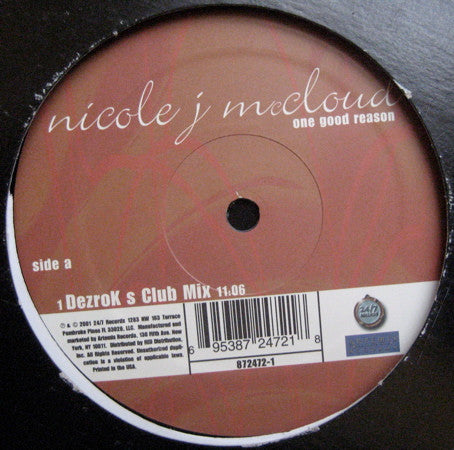 nicole j mccloud
one good reason
side a
1 DezroK s Club Mix 11:06
℗ & © 2001 24/7 Records 1283 NW 163 Terrace
Pembroke Pines Fl 33028, LLC. Manufactured and
marketed by Artemis Records, 130 Fifth Ave. New
York, NY 10011. Distributed by RED Distribution,
Inc. All Rights Reserved. Unauthorized dupli-
cation is a violation of applicable laws.
Printed in the USA.
6 95387 24721 8
872472-1
24/7